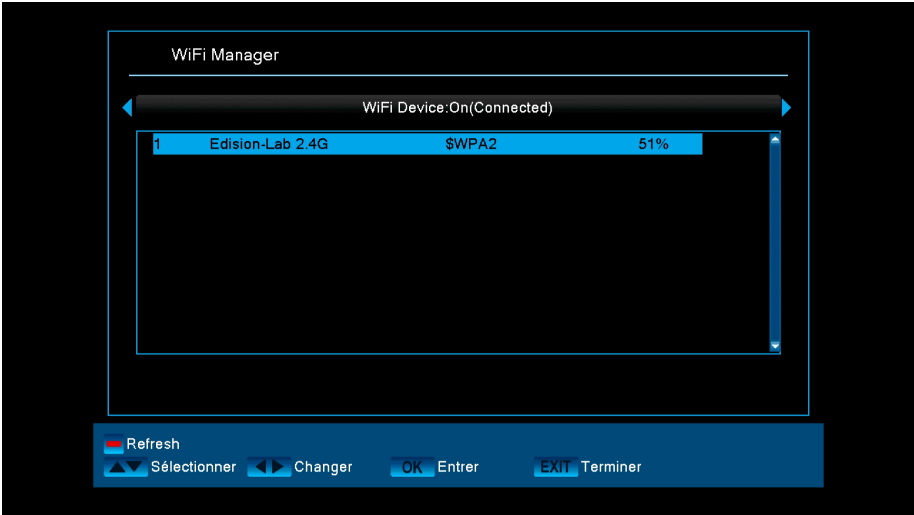 WiFi Manager
WiFi Device:On(Connected)
1 Edision-Lab 2.4G $WPA2 51%
Refresh
Sélectionner Changer OK Entrer EXIT Terminer